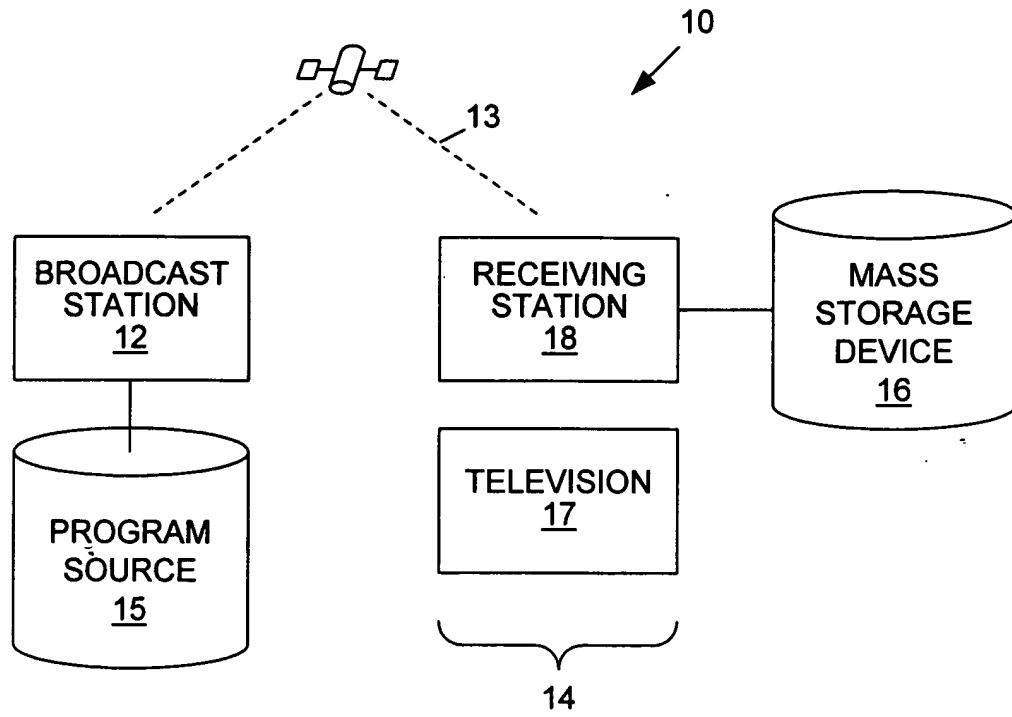 10
13
BROADCAST
STATION
12
RECEIVING
STATION
18
MASS
STORAGE
DEVICE
16
PROGRAM
SOURCE
15
TELEVISION
17
14